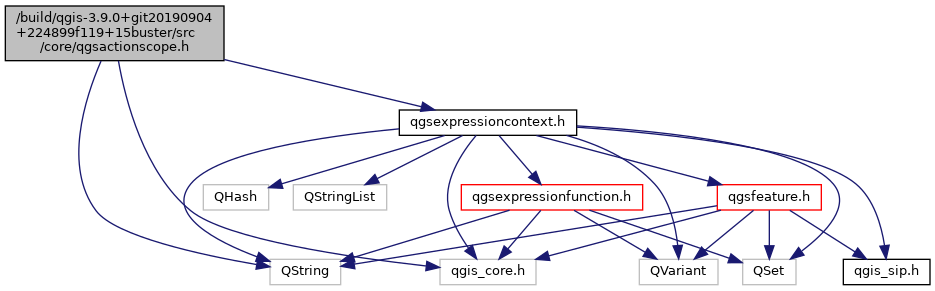 /build/qgis-3.9.0+git20190904
+224899f119+15buster/src
/core/qgsactionscope.h
qgsexpressioncontext.h
QHash
QStringList
qgsexpressionfunction.h
qgsfeature.h
QString
qgis_core.h
QVariant
QSet
qgis_sip.h